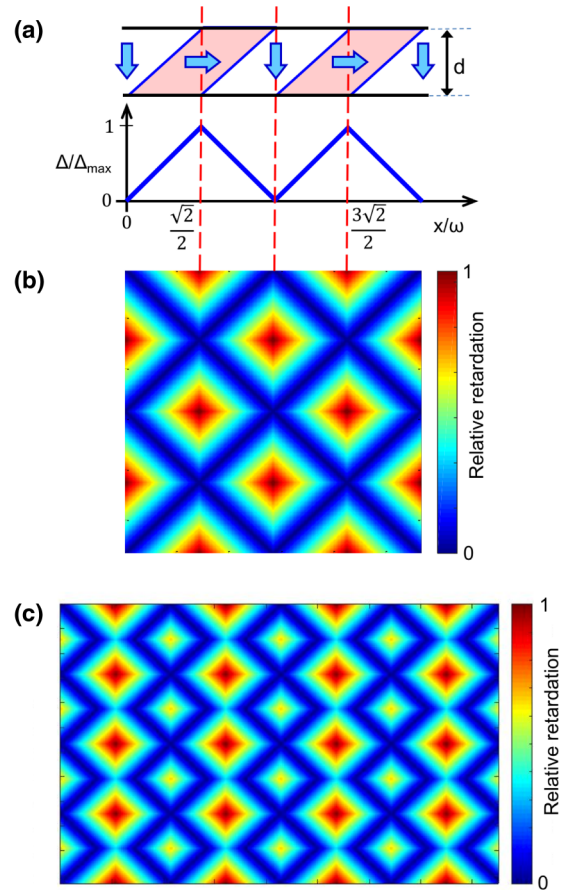 (a)
d
1
Δ/Δmax
0
0
√2/2
3√2/2
x/ω
(b)
1
Relative retardation
0
(c)
1
Relative retardation
0